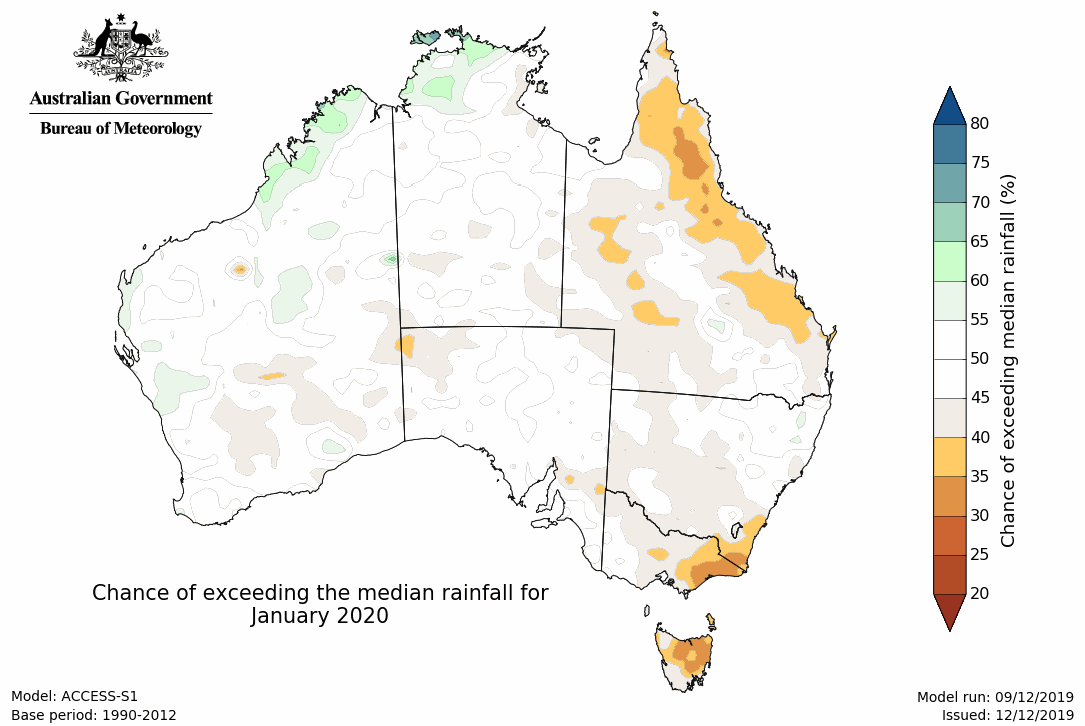 Australian Government
Bureau of Meteorology
80
75
70
65
60
55
50
45
40
35
30
25
20
Chance of exceeding median rainfall (%)
Chance of exceeding the median rainfall for
January 2020
Model: ACCESS-S1
Base period: 1990-2012
Model run: 09/12/2019
Issued: 12/12/2019